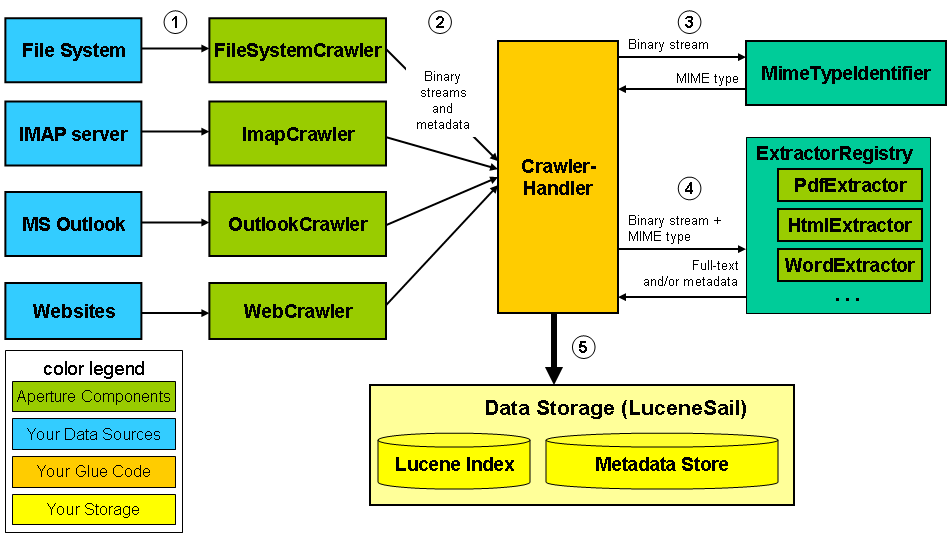 1
2
3
File System
FileSystemCrawler
Binary
streams
and
metadata
IMAP server
ImapCrawler
MS Outlook
OutlookCrawler
Websites
WebCrawler
Crawler-
Handler
Binary stream
MIME type
MimeTypeIdentifier
4
Binary stream +
MIME type
Full-text
and/or metadata
ExtractorRegistry
PdfExtractor
HtmlExtractor
WordExtractor
. . .
5
Data Storage (LuceneSail)
Lucene Index
Metadata Store
color legend
Aperture Components
Your Data Sources
Your Glue Code
Your Storage